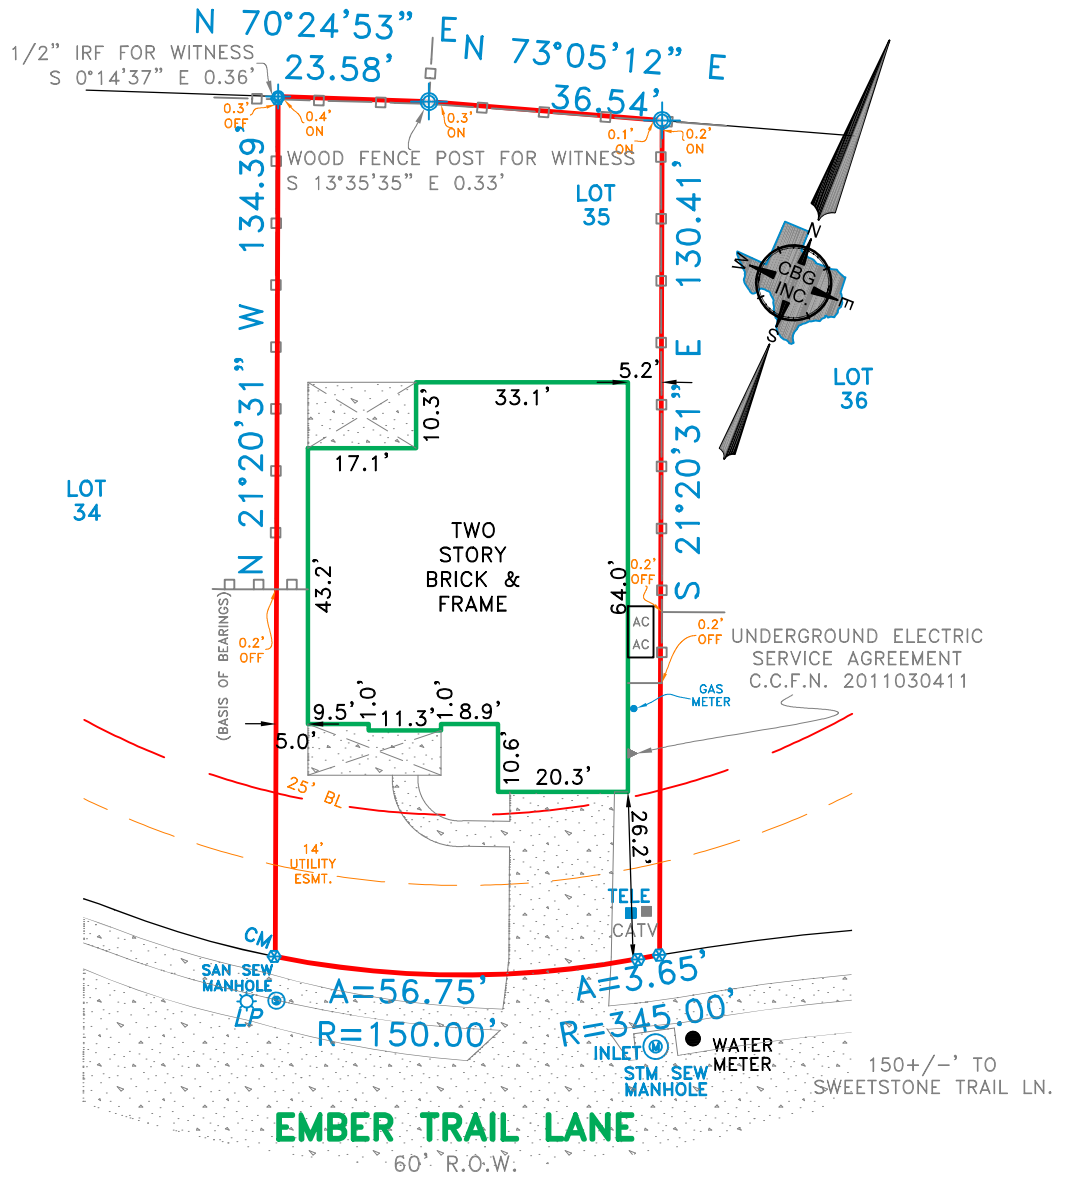 N 70°24'53" E
23.58'
N 73°05'12" E
36.54'
1/2" IRF FOR WITNESS
S 0°14'37" E 0.36'
0.3'
OFF
0.4'
ON
0.3'
ON
0.1'
ON
0.2'
ON
WOOD FENCE POST FOR WITNESS
S 13°35'35" E 0.33'
LOT
35
N 21°20'31" W 134.39'
S 21°20'31" E 130.41'
N
W
E
S
CBG
INC.
LOT
36
LOT
34
5.2'
33.1'
10.3'
17.1'
43.2'
64.0'
TWO
STORY
BRICK &
FRAME
0.2'
OFF
AC
AC
0.2'
OFF
0.2'
OFF
(BASIS OF BEARINGS)
UNDERGROUND ELECTRIC
SERVICE AGREEMENT
C.C.F.N. 2011030411
GAS
METER
9.5'
1.0'
11.3'
1.0'
8.9'
5.0'
10.6'
20.3'
26.2'
25' BL
14'
UTILITY
ESMT.
TELE
CATV
CM
SAN SEW
MANHOLE
S
LP
A=56.75'
R=150.00'
A=3.65'
R=345.00'
INLET
M
STM SEW
MANHOLE
WATER
METER
150+/-' TO
SWEETSTONE TRAIL LN.
EMBER TRAIL LANE
60' R.O.W.